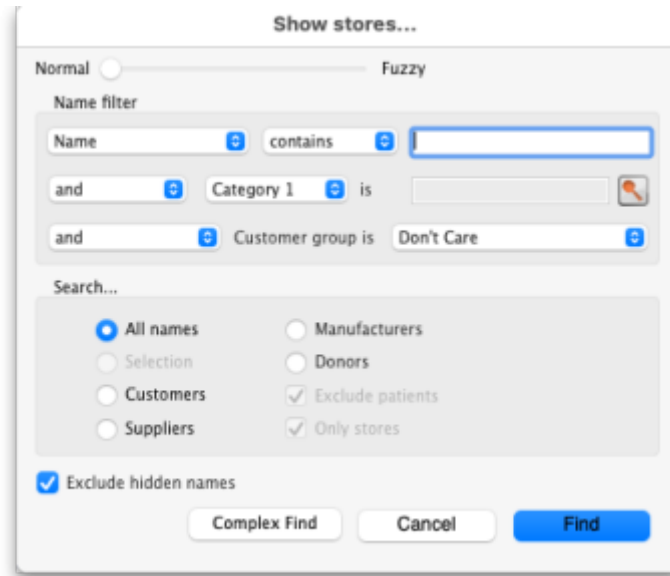 Show stores...
Normal Fuzzy
Name filter
Name contains
and Category 1 is
and Customer group is Don't Care
Search...
All names Manufacturers
Selection Donors
Customers Exclude patients
Suppliers Only stores
Exclude hidden names
Complex Find Cancel Find